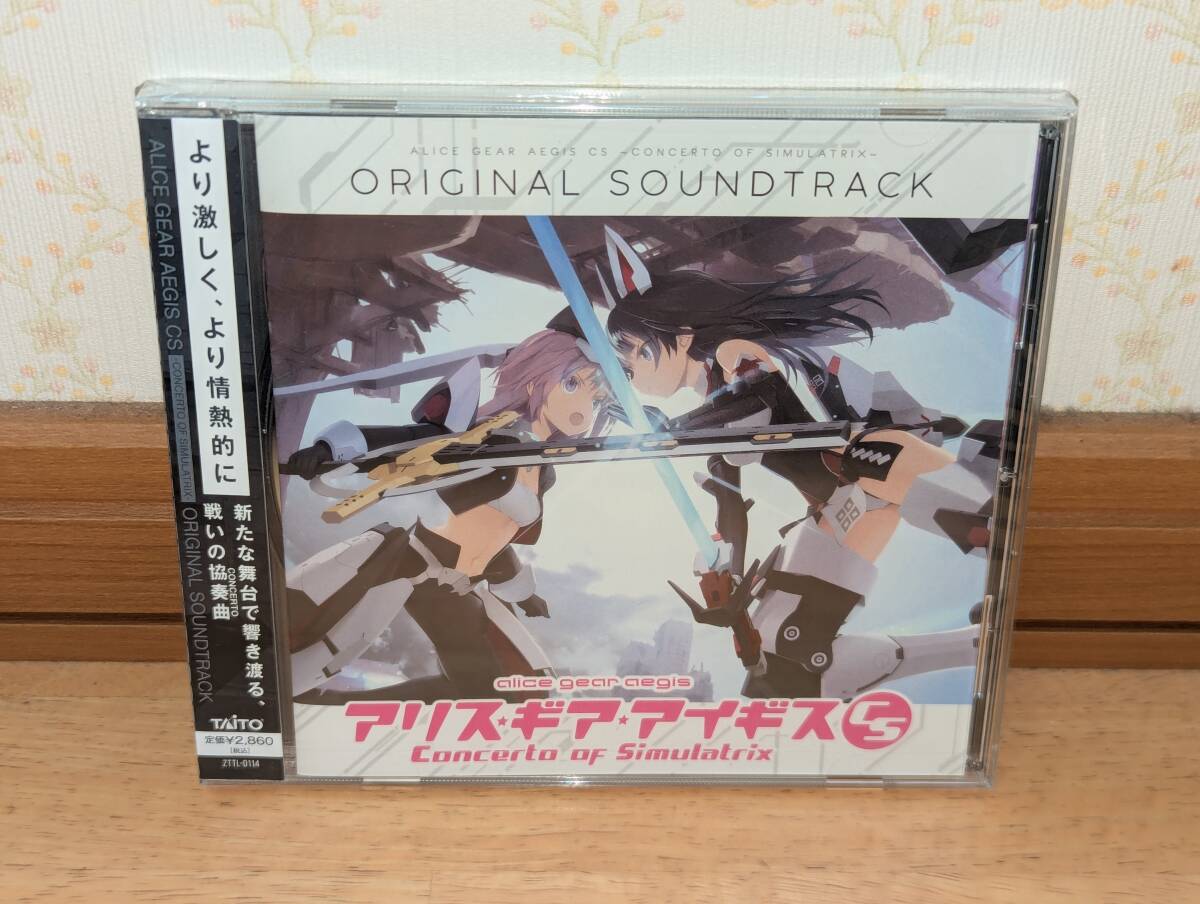 より激しく、より情熱的に
新たな舞台で響き渡る、
戦いの協奏曲
CONCERTO
ALICE GEAR AEGIS CS -CONCERTO OF SIMULATRIX- ORIGINAL SOUNDTRACK
TAITO
定価¥2,860
[税込]
ZTTL-0114
ALICE GEAR AEGIS CS -CONCERTO OF SIMULATRIX-
ORIGINAL SOUNDTRACK
alice gear aegis
アリス★ギア★アイギス CS
Concerto of Simulatrix